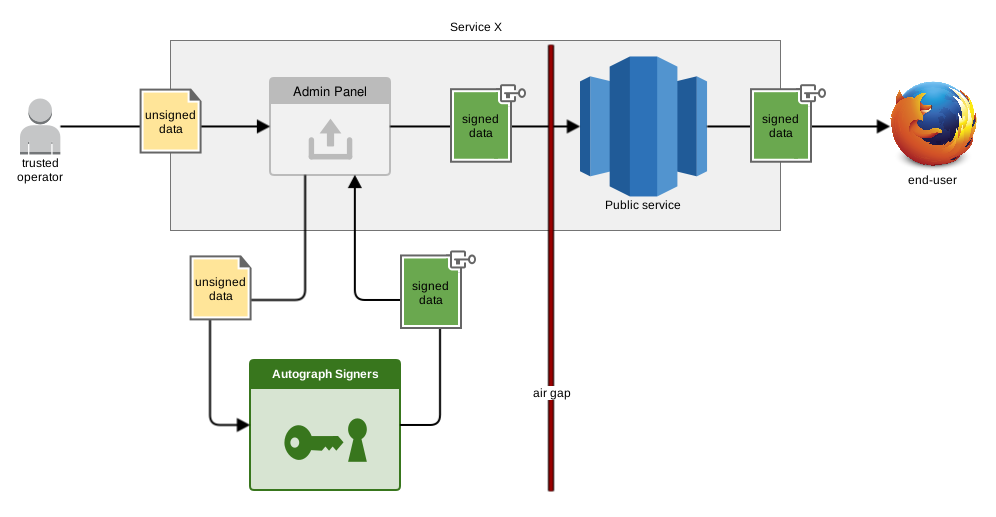 Service X
Admin Panel
unsigned
data
signed
data
signed
data
trusted
operator
Public service
end-user
unsigned
data
signed
data
Autograph Signers
air gap